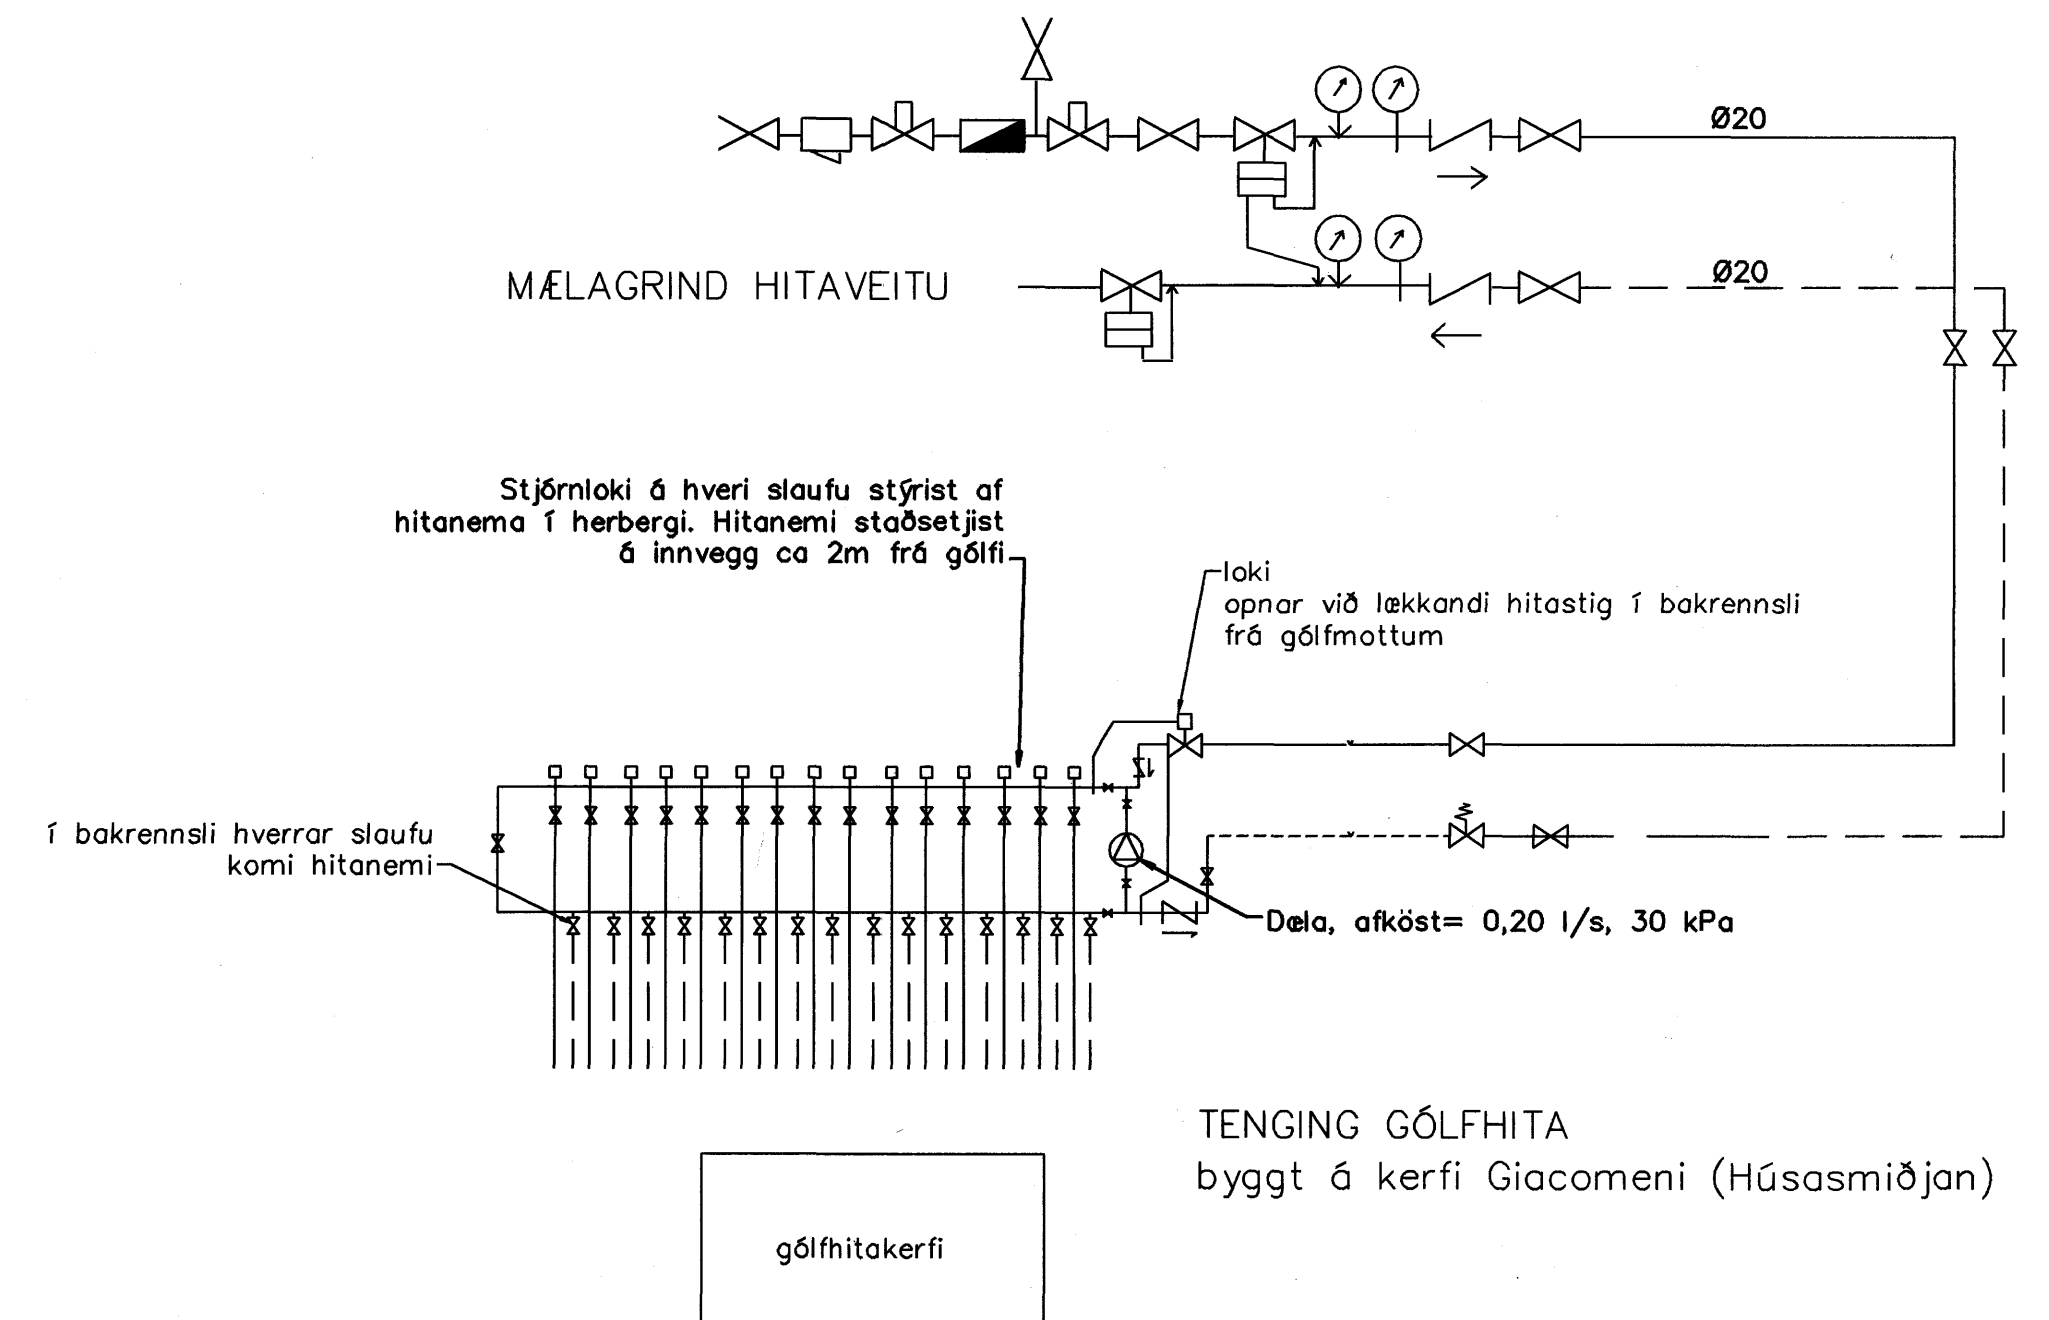 Ø20
MÆLAGRIND HITAVEITU
Ø20
Stjórnloki á hveri slaufu stýrist af
hitanema í herbergi. Hitanemi staðsetjist
á innvegg ca 2m frá gólfi
loki
opnar við lækkandi hitastig í bakrennsli
frá gólfmottum
í bakrennsli hverrar slaufu
komi hitanemi
Dæla, afköst= 0,20 l/s, 30 kPa
TENGING GÓLFHITA
byggt á kerfi Giacomeni (Húsasmiðjan)
gólfhitakerfi